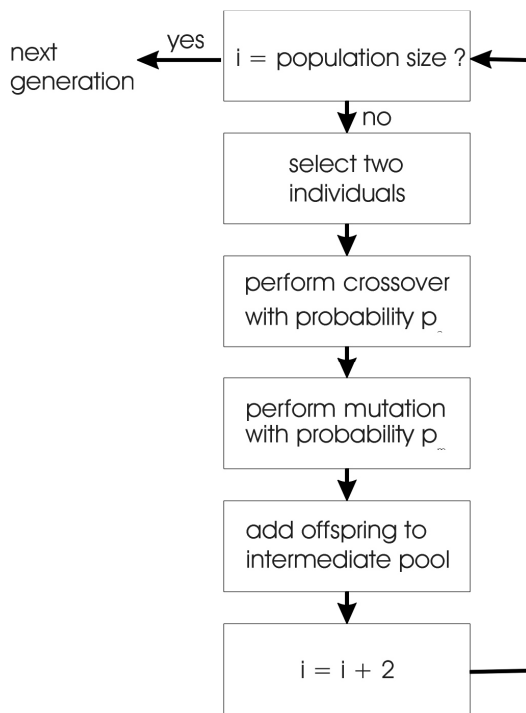 yes
next
generation
i = population size ?
no
select two
individuals
perform crossover
with probability p
perform mutation
with probability p
add offspring to
intermediate pool
i = i + 2